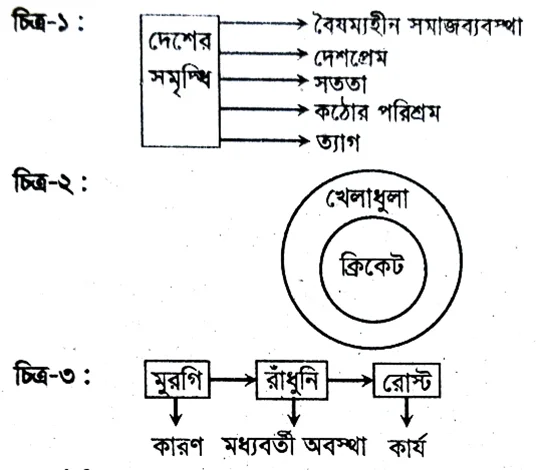 চিত্র-১ :
দেশের
সমৃদ্ধি
বৈষম্যহীন সমাজব্যবস্থা
দেশপ্রেম
সততা
কঠোর পরিশ্রম
ত্যাগ
চিত্র-২ :
খেলাধুলা
ক্রিকেট
চিত্র-৩ :
মুরগি রাঁধুনি রোস্ট
কারণ মধ্যবর্তী অবস্থা কার্য